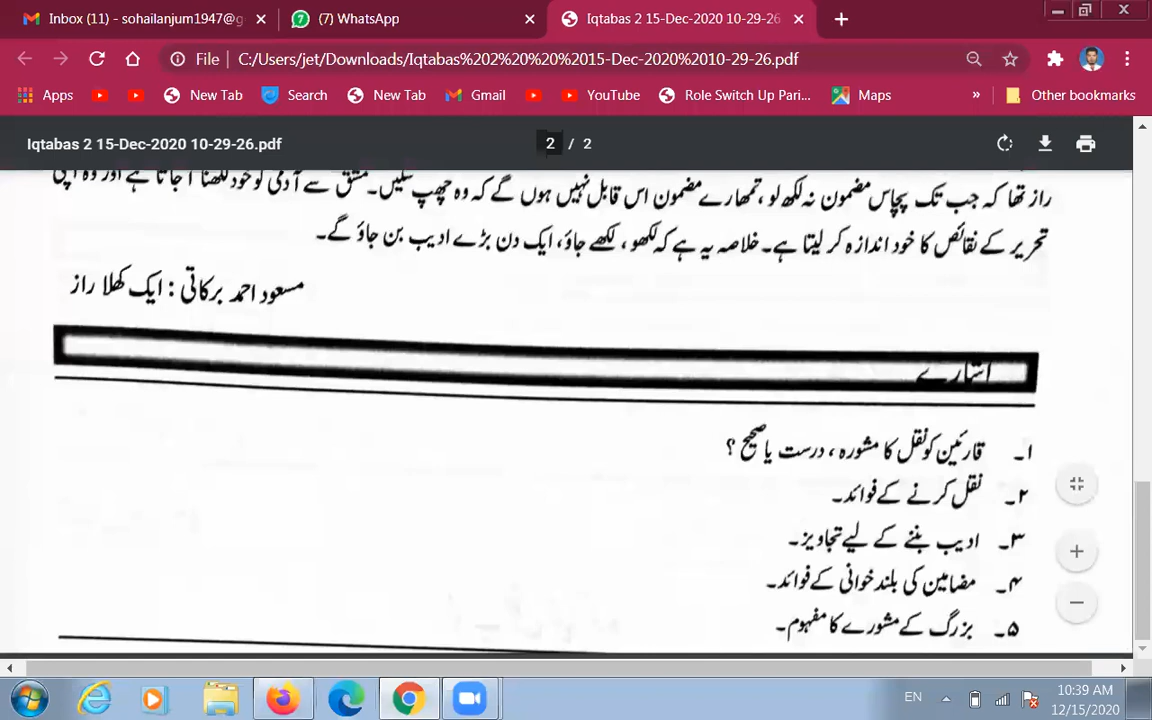 Inbox (11) - sohailanjum1947@g
(7) WhatsApp
Iqtabas 2 15-Dec-2020 10-29-26
File
C:/Users/jet/Downloads/Iqtabas%202%20%20%2015-Dec-2020%2010-29-26.pdf
Apps
New Tab
Search
New Tab
Gmail
YouTube
Role Switch Up Pari...
Maps
»
Other bookmarks
Iqtabas 2 15-Dec-2020 10-29-26.pdf
2 / 2
راز تھا کہ جب تک پچاس مضمون نہ لکھ لو، تمھارے مضمون اس قابل نہیں ہوں گے کہ وہ چھپ سکیں۔ مشق سے آدمی کو خود لکھنا آ جاتا ہے اور وہ اپنی
تحریر کے نقائص کا خود اندازہ کر لیتا ہے۔ خلاصہ یہ ہے کہ لکھو، لکھے جاؤ، ایک دن بڑے ادیب بن جاؤ گے۔
مسعود احمد برکاتی : ایک کھلا راز
اشارے
۱۔ قارئین کو نقل کا مشورہ، درست یا صحیح ؟
۲۔ نقل کرنے کے فوائد۔
۳۔ ادیب بننے کے لیے تجاویز۔
۴۔ مضامین کی بلند خوانی کے فوائد۔
۵۔ بزرگ کے مشورے کا مفہوم۔
EN
10:39 AM
12/15/2020